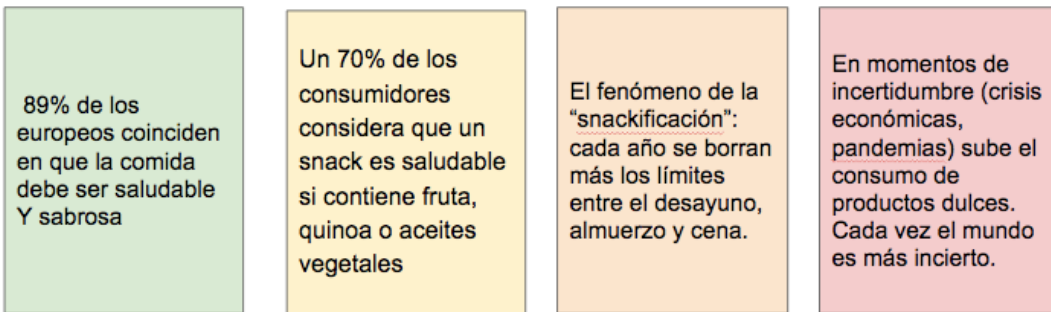 89% de los
europeos coinciden
en que la comida
debe ser saludable
Y sabrosa
Un 70% de los
consumidores
considera que un
snack es saludable
si contiene fruta,
quinoa o aceites
vegetales
El fenómeno de la
“snackificación”:
cada año se borran
más los límites
entre el desayuno,
almuerzo y cena.
En momentos de
incertidumbre (crisis
económicas,
pandemias) sube el
consumo de
productos dulces.
Cada vez el mundo
es más incierto.